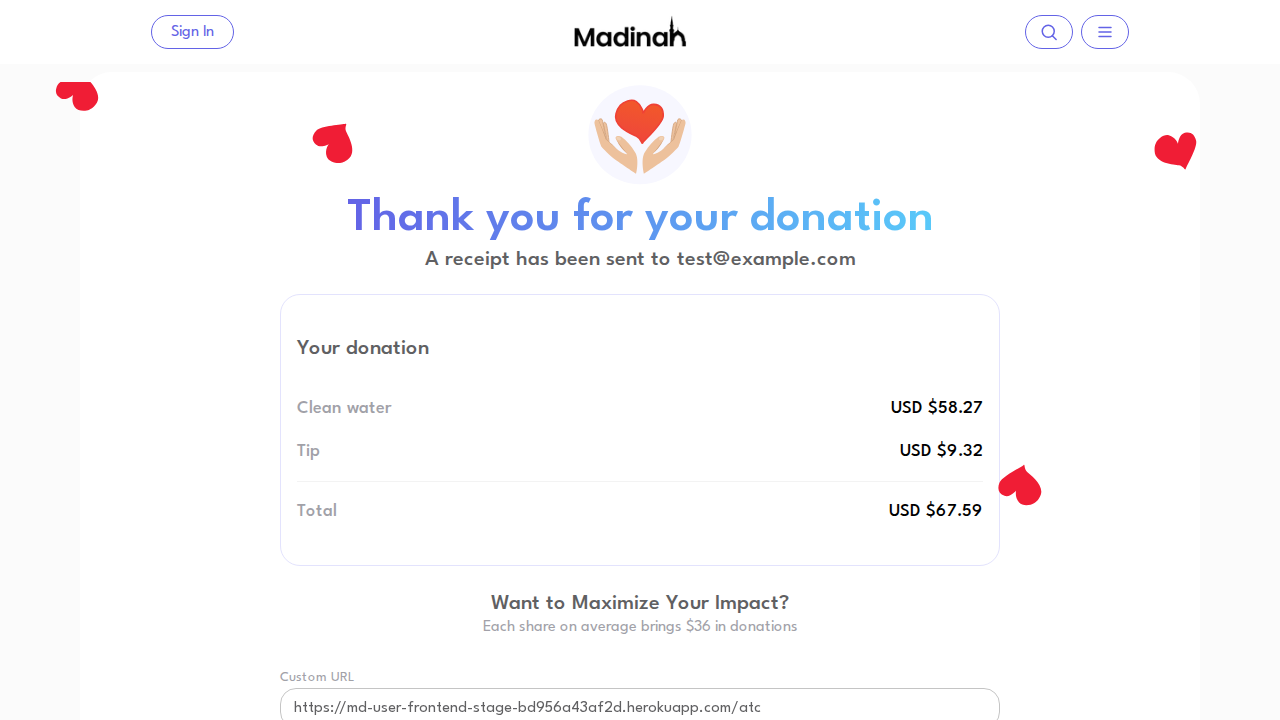 Sign In
Madinah
Thank you for your donation
A receipt has been sent to test@example.com
Your donation
Clean water USD $58.27
Tip USD $9.32
Total USD $67.59
Want to Maximize Your Impact?
Each share on average brings $36 in donations
Custom URL
https://md-user-frontend-stage-bd956a43af2d.herokuapp.com/atc